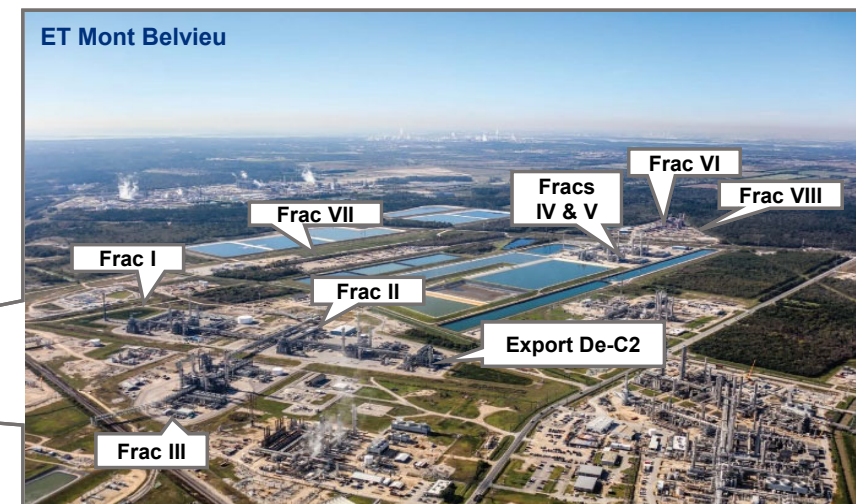 ET Mont Belvieu
Frac VI
Fracs
IV & V
Frac VIII
Frac VII
Frac I
Frac II
Export De-C2
Frac III